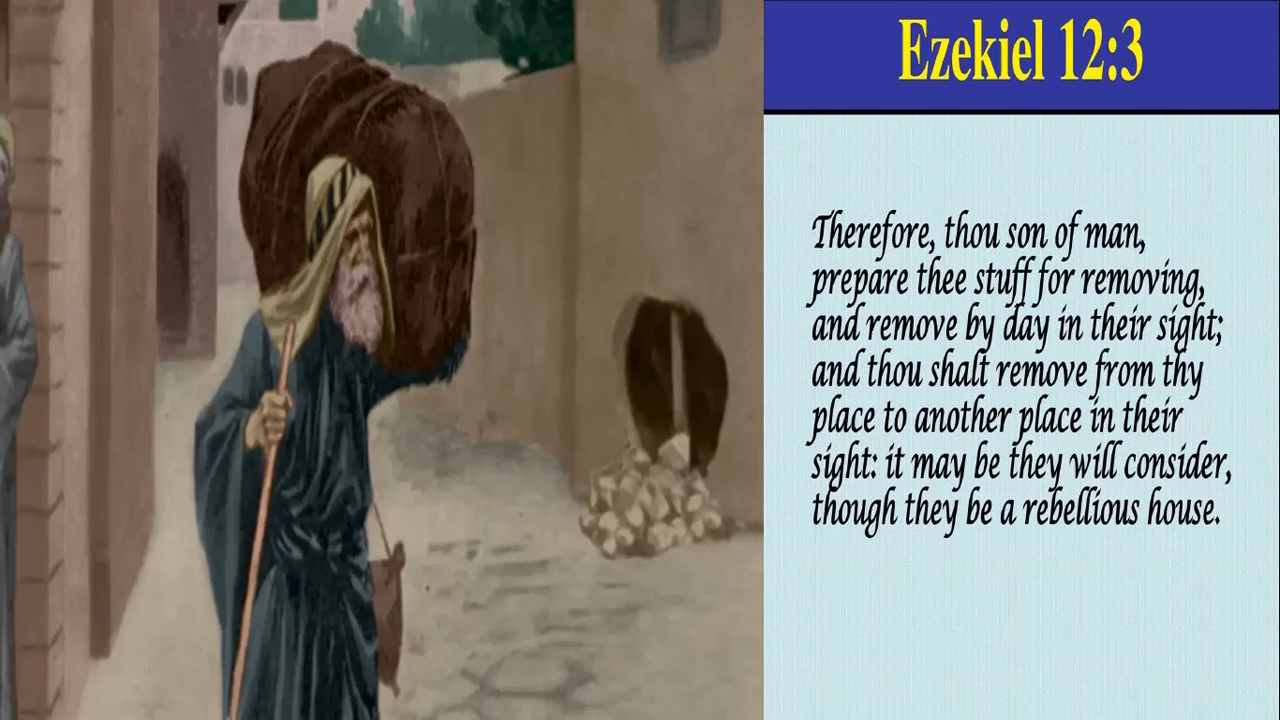 Ezekiel 12:3
Therefore, thou son of man,
prepare thee stuff for removing,
and remove by day in their sight;
and thou shalt remove from thy
place to another place in their
sight: it may be they will consider,
though they be a rebellious house.